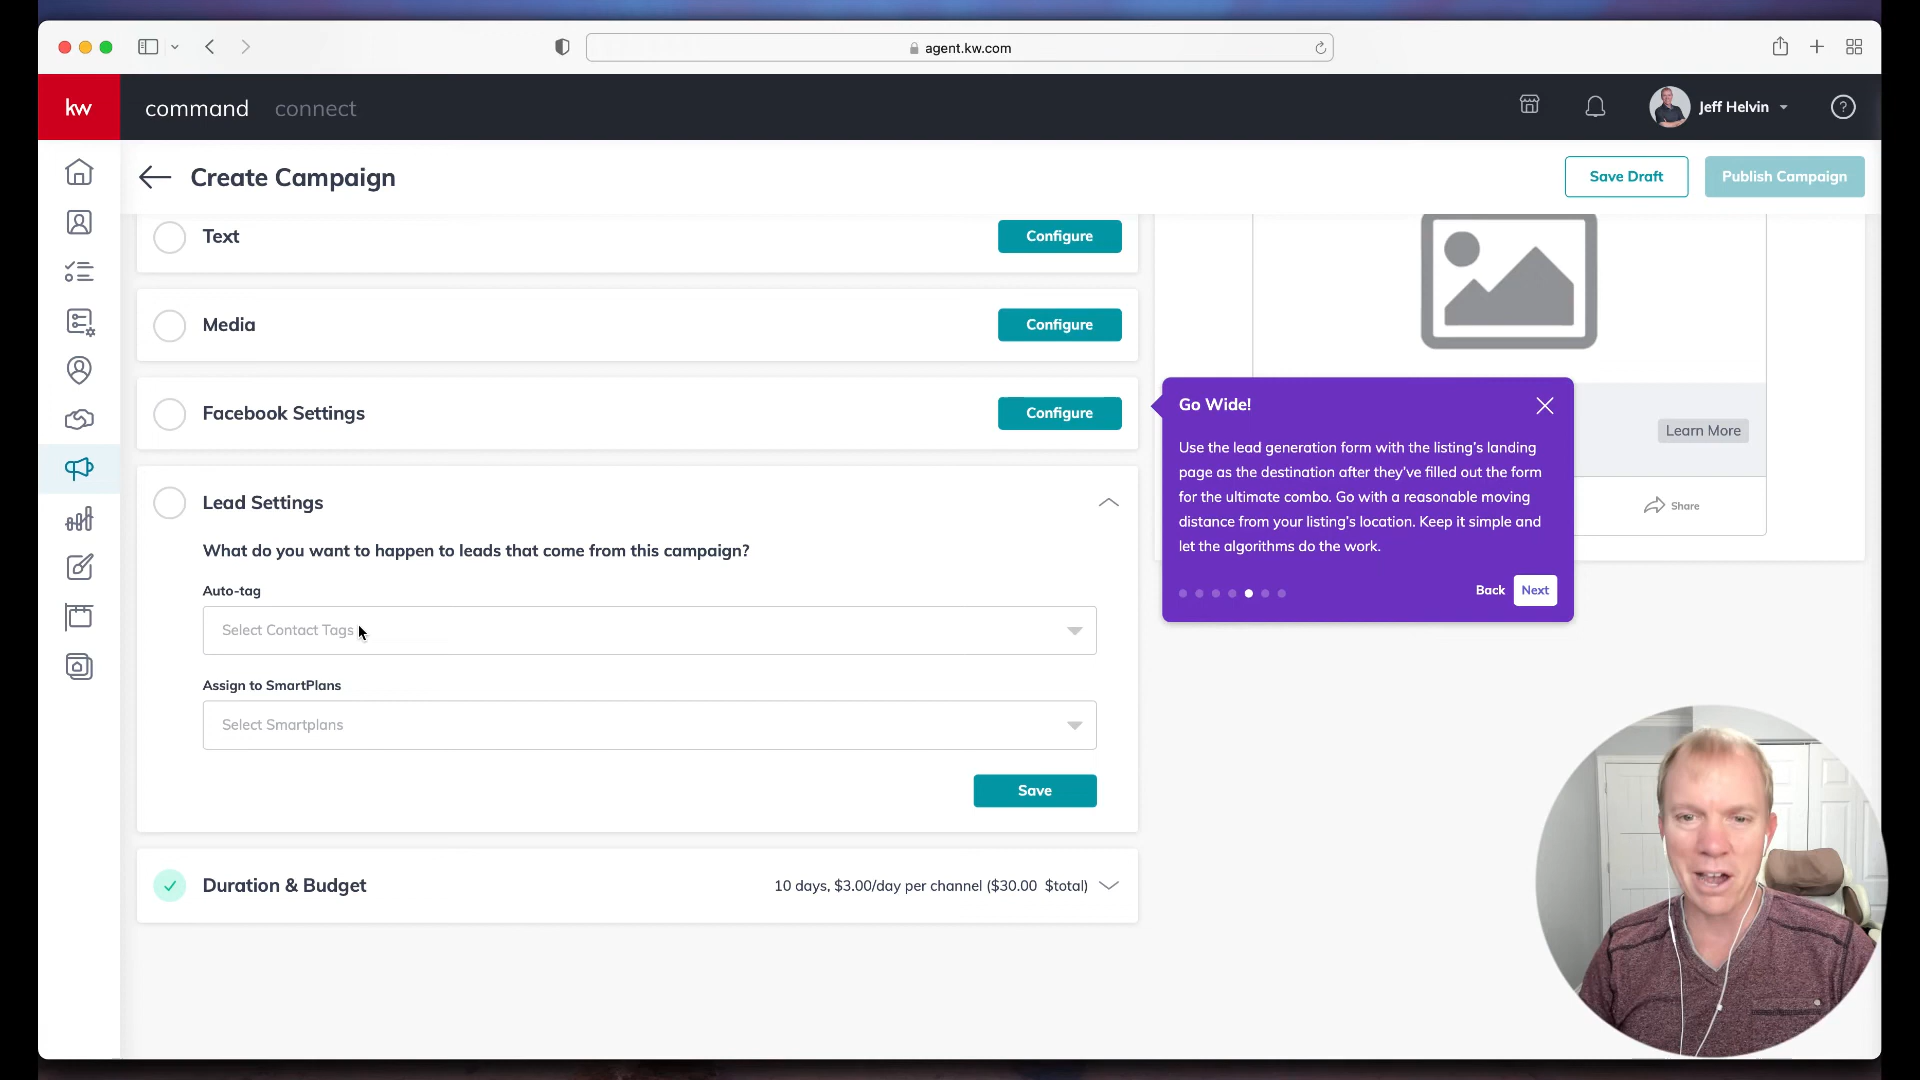 agent.kw.com
kw
command
connect
Jeff Helvin
?
Create Campaign
Save Draft
Publish Campaign
Text
Configure
Media
Configure
Facebook Settings
Configure
Learn More
Share
Go Wide!
Use the lead generation form with the listing's landing
page as the destination after they've filled out the form
for the ultimate combo. Go with a reasonable moving
distance from your listing's location. Keep it simple and
let the algorithms do the work.
Back
Next
Lead Settings
What do you want to happen to leads that come from this campaign?
Auto-tag
Select Contact Tags
Assign to SmartPlans
Select Smartplans
Save
Duration & Budget
10 days, $3.00/day per channel ($30.00 $total)